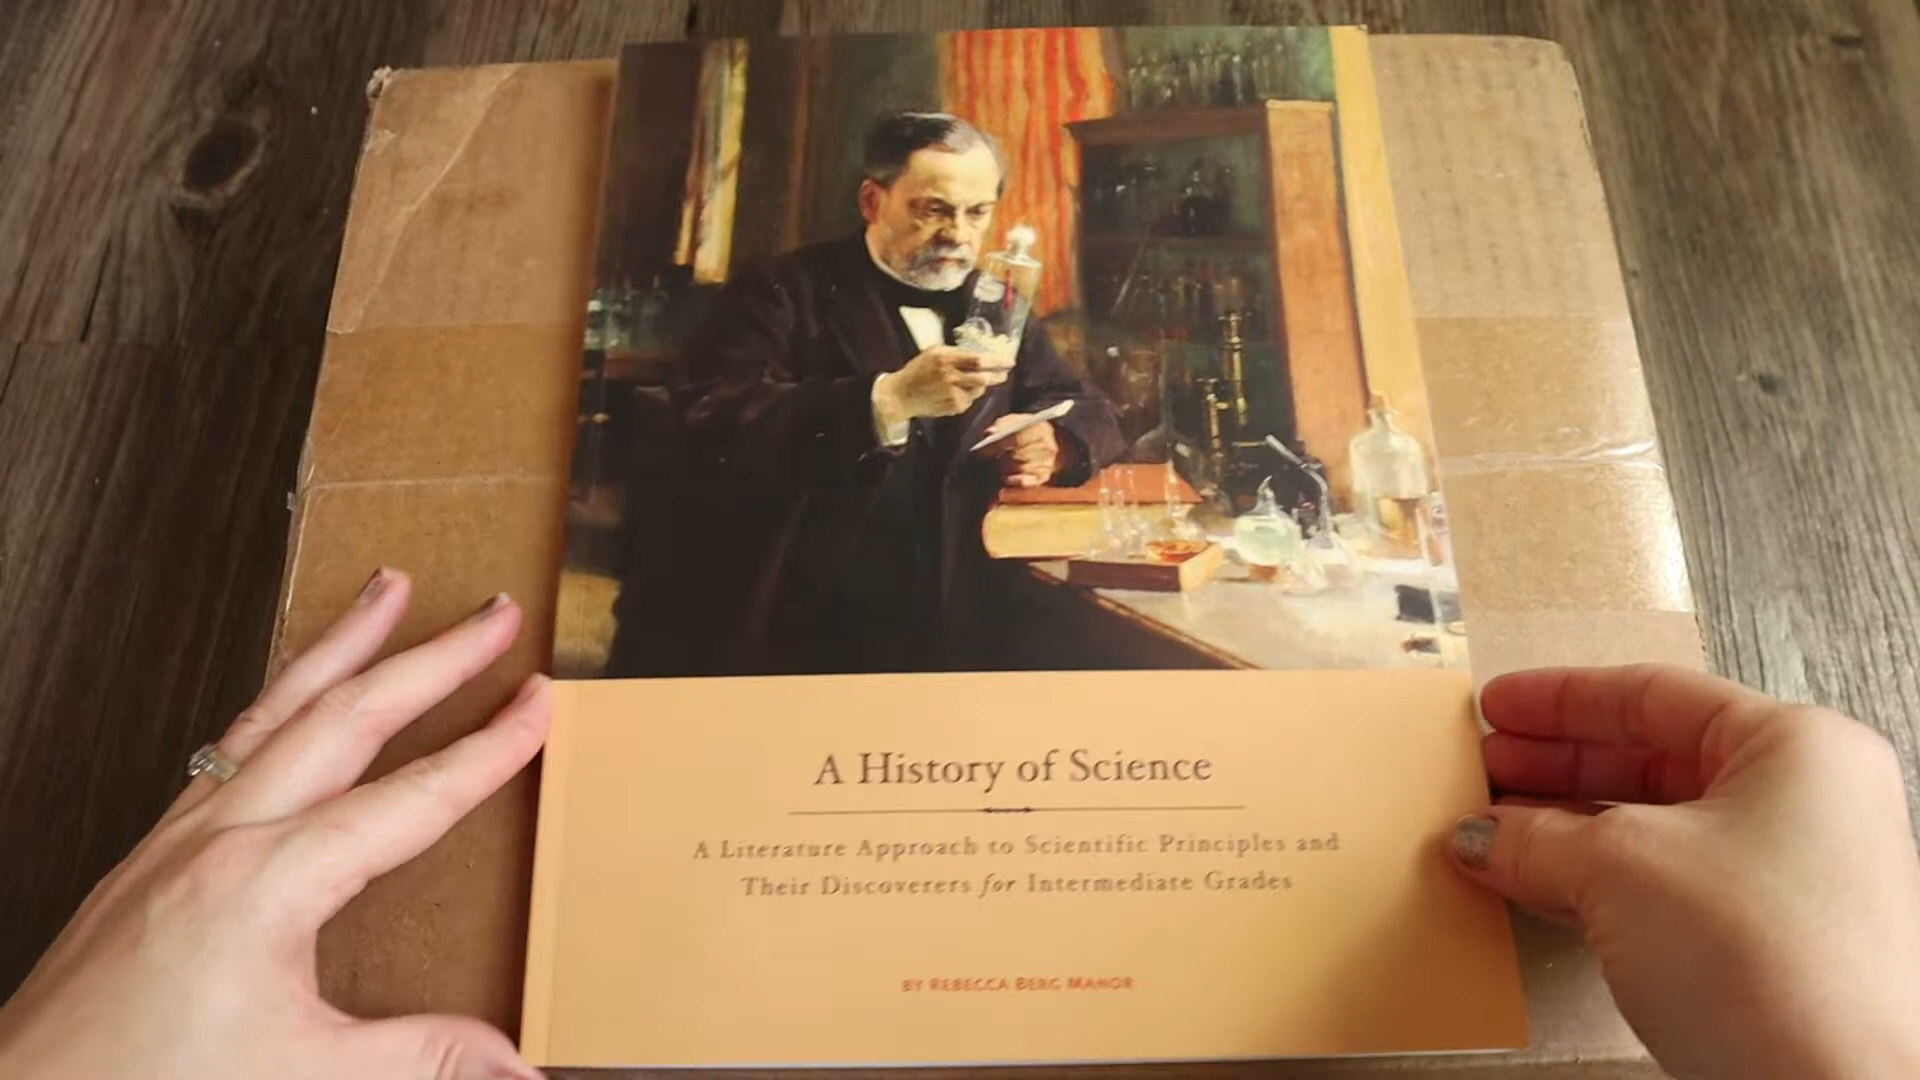 A History of Science
A Literature Approach to Scientific Principles and
Their Discoverers for Intermediate Grades
BY REBECCA BERG MANOR